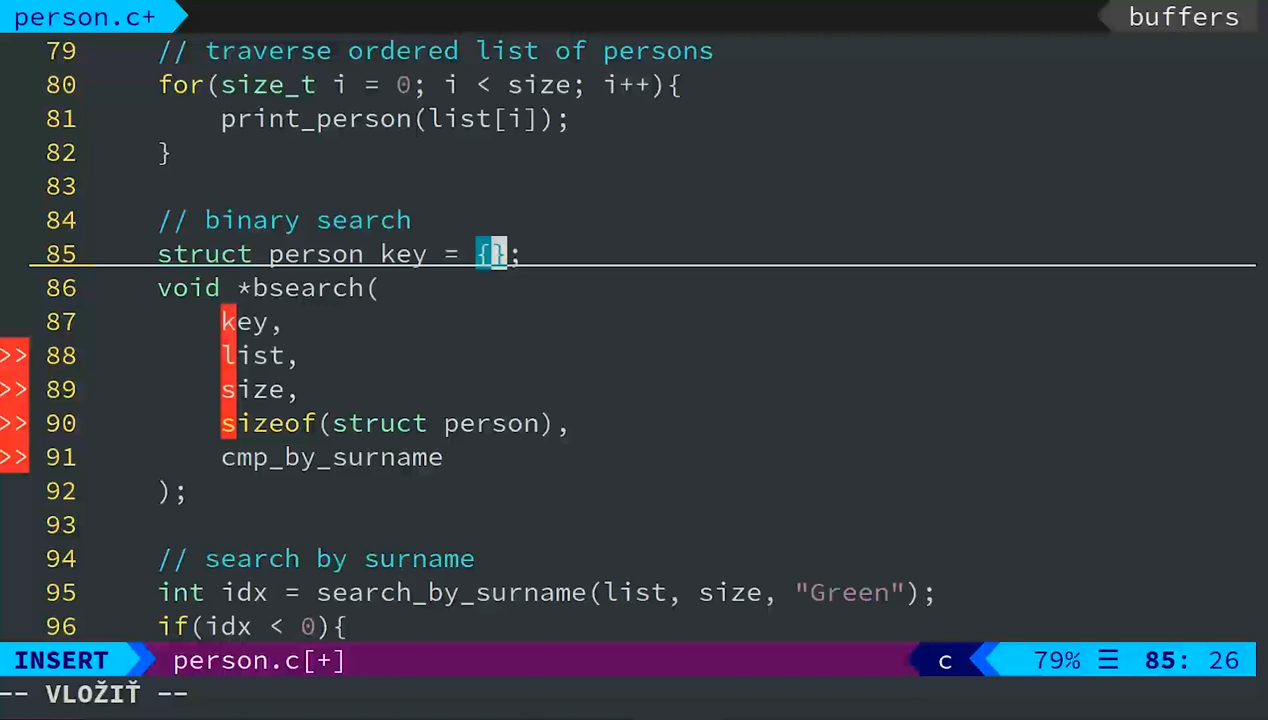 person.c+ buffers
79 // traverse ordered list of persons
80 for(size_t i = 0; i < size; i++){
81 print_person(list[i]);
82 }
83
84 // binary search
85 struct person key = {};
86 void *bsearch(
87 key,
>> 88 list,
>> 89 size,
>> 90 sizeof(struct person),
>> 91 cmp_by_surname
92 );
93
94 // search by surname
95 int idx = search_by_surname(list, size, "Green");
96 if(idx < 0){
INSERT person.c[+] c 79% ☰ 85: 26
-- VLOŽIŤ --